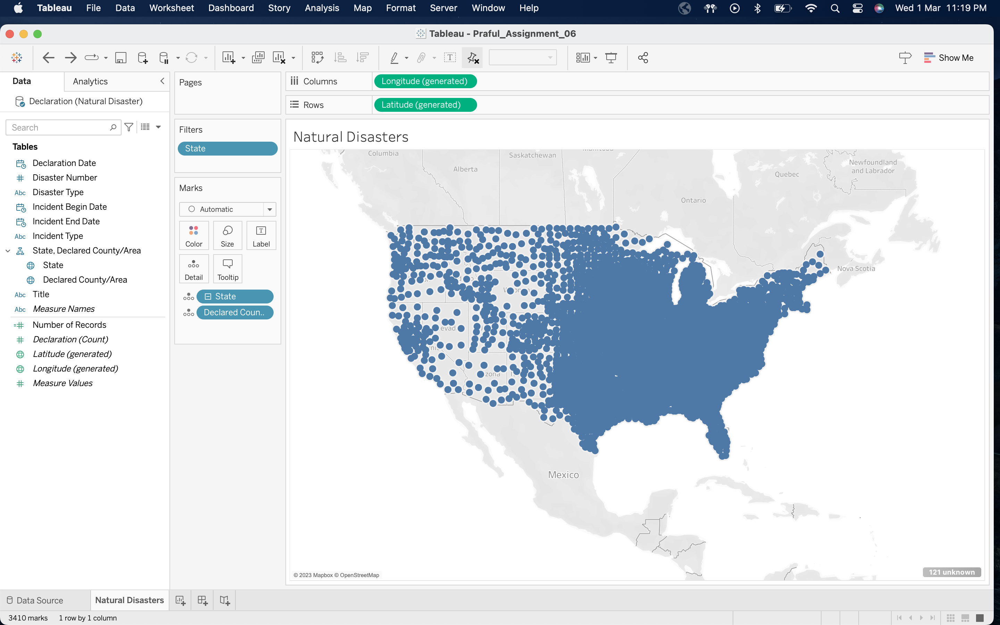 Tableau File Data Worksheet Dashboard Story Analysis Map Format Server Window Help Wed 1 Mar 11:19 PM
Tableau - Praful_Assignment_06
Show Me
Data Analytics
Declaration (Natural Disaster)
Search
Tables
Declaration Date
Disaster Number
Abc Disaster Type
Incident Begin Date
Incident End Date
Abc Incident Type
State, Declared County/Area
State
Declared County/Area
Abc Title
Abc Measure Names
Number of Records
Declaration (Count)
Latitude (generated)
Longitude (generated)
Measure Values
Pages
Filters
State
Marks
Automatic
Color Size Label
Detail Tooltip
State
Declared Coun..
Columns Longitude (generated)
Rows Latitude (generated)
Natural Disasters
Columbia
Alberta
Saskatchewan
Manitoba
Ontario
Quebec
Newfoundland
and Labrador
Nova Scotia
Mexico
© 2023 Mapbox © OpenStreetMap
121 unknown
Data Source Natural Disasters
3410 marks 1 row by 1 column